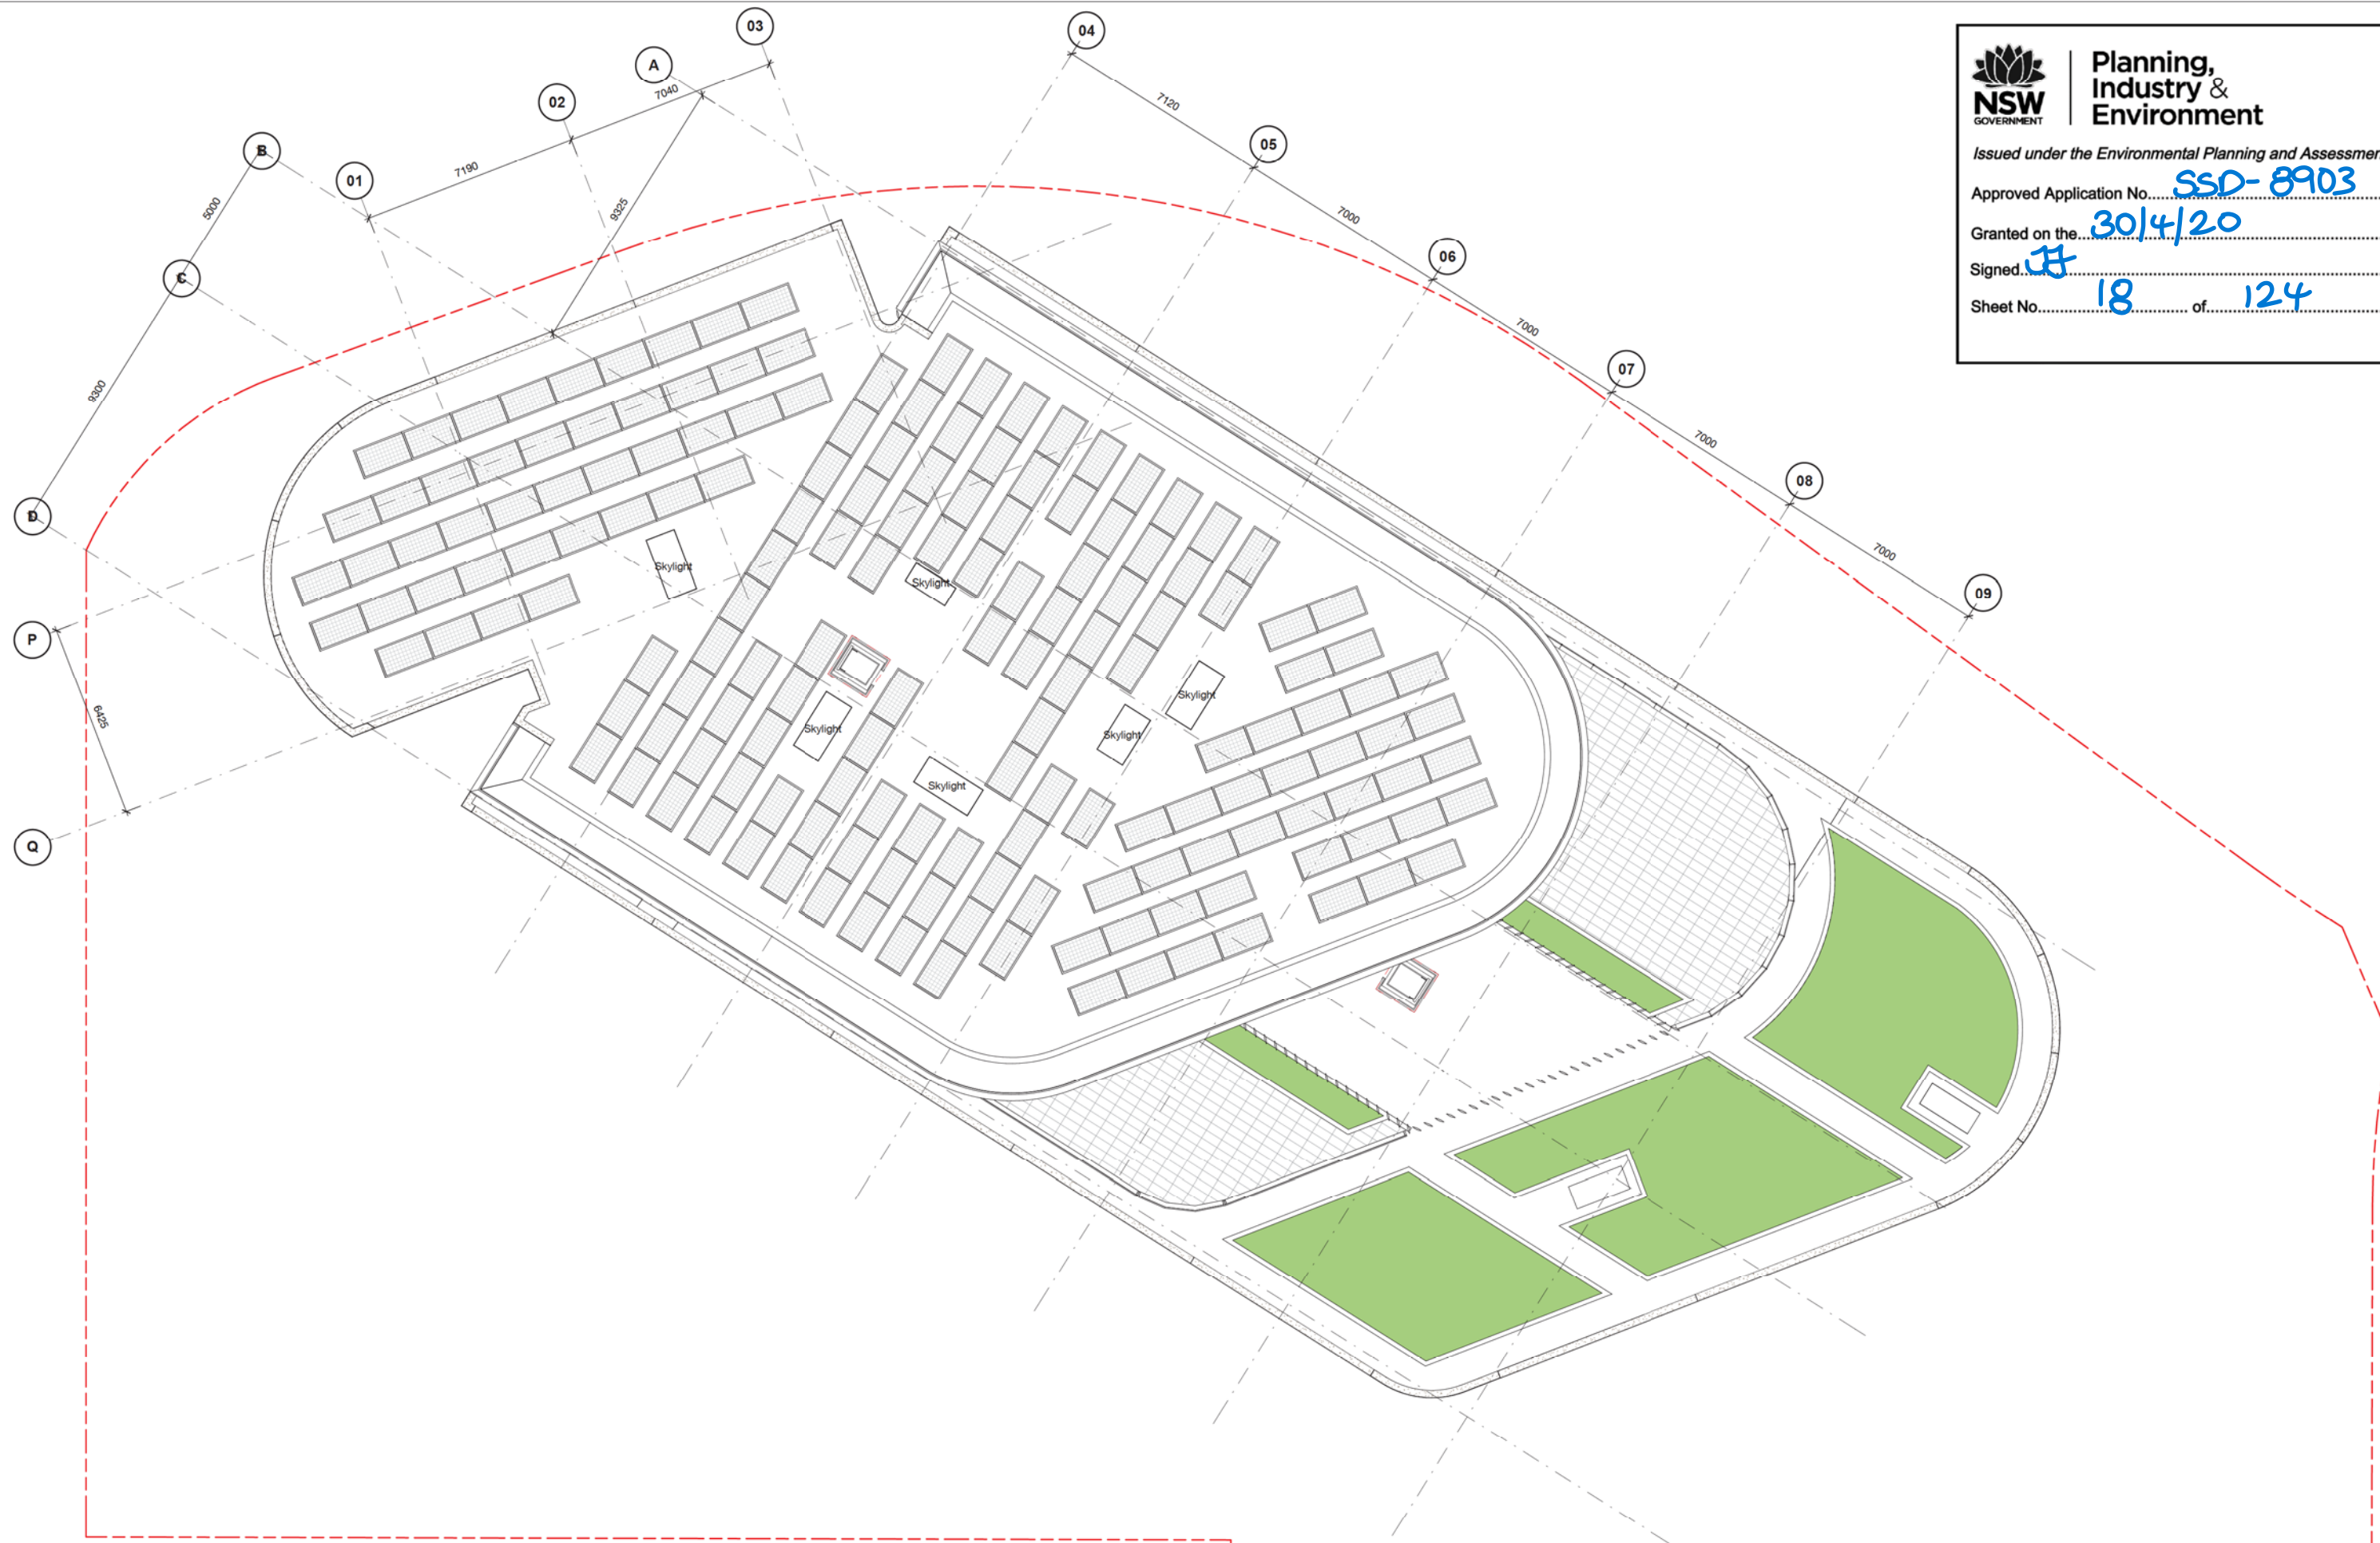 03
04
A
7040
02
7120
Planning,
Industry &
Environment
NSW
GOVERNMENT
05
B
Issued under the Environmental Planning and Assessmen
7190
01
Approved Application No. SSD-8903
5000
9325
7000
Granted on the 30/4/20
06
Signed JJ
C
Sheet No. 18 of 124
7000
07
9300
7000
08
D
7000
Skylight
Skylight
09
P
Skylight
6425
Skylight
Skylight
Skylight
Q